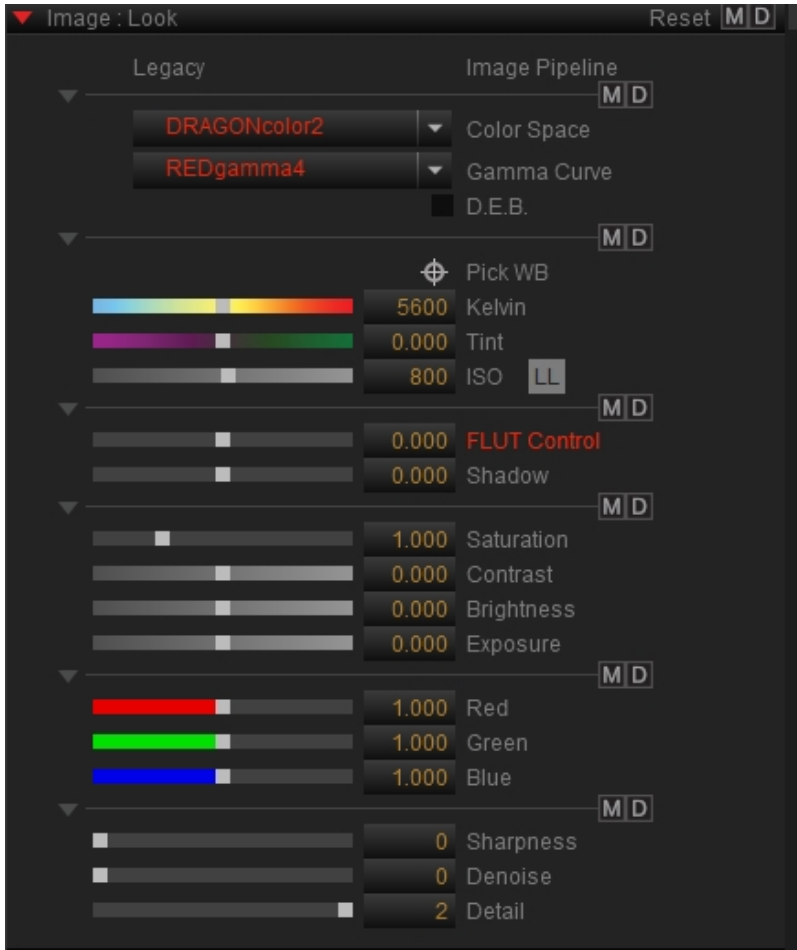 Image : Look Reset M D
Legacy Image Pipeline
M D
DRAGONcolor2 Color Space
REDgamma4 Gamma Curve
D.E.B.
M D
Pick WB
5600 Kelvin
0.000 Tint
800 ISO LL
M D
0.000 FLUT Control
0.000 Shadow
M D
1.000 Saturation
0.000 Contrast
0.000 Brightness
0.000 Exposure
M D
1.000 Red
1.000 Green
1.000 Blue
M D
0 Sharpness
0 Denoise
2 Detail